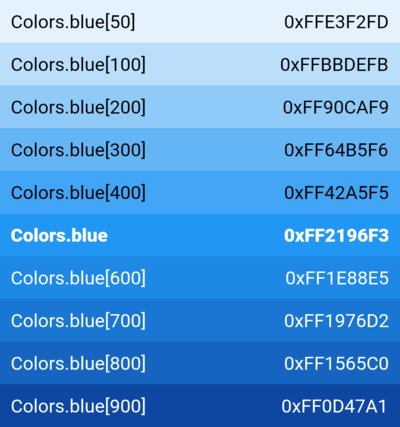 Colors.blue[50] 0xFFE3F2FD
Colors.blue[100] 0xFFBBDEFB
Colors.blue[200] 0xFF90CAF9
Colors.blue[300] 0xFF64B5F6
Colors.blue[400] 0xFF42A5F5
Colors.blue 0xFF2196F3
Colors.blue[600] 0xFF1E88E5
Colors.blue[700] 0xFF1976D2
Colors.blue[800] 0xFF1565C0
Colors.blue[900] 0xFF0D47A1